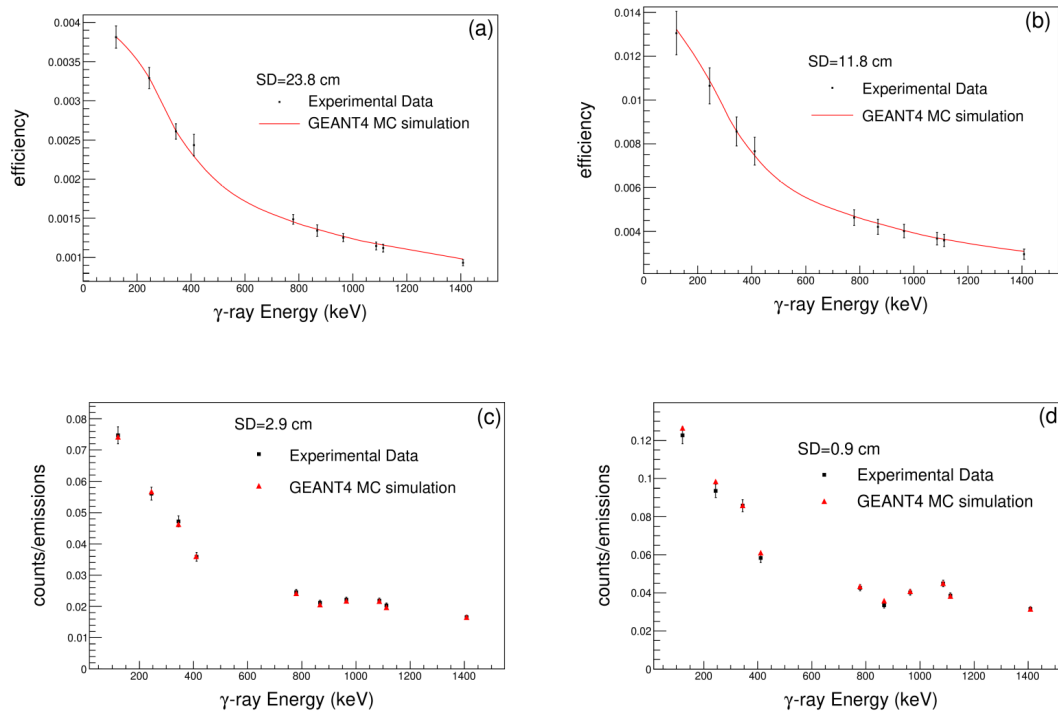 (a)
SD=23.8 cm
Experimental Data
GEANT4 MC simulation
efficiency
0.004
0.0035
0.003
0.0025
0.002
0.0015
0.001
0 200 400 600 800 1000 1200 1400
γ-ray Energy (keV)
(b)
SD=11.8 cm
Experimental Data
GEANT4 MC simulation
efficiency
0.014
0.012
0.01
0.008
0.006
0.004
0 200 400 600 800 1000 1200 1400
γ-ray Energy (keV)
(c)
SD=2.9 cm
Experimental Data
GEANT4 MC simulation
counts/emissions
0.08
0.07
0.06
0.05
0.04
0.03
0.02
0.01
0
200 400 600 800 1000 1200 1400
γ-ray Energy (keV)
(d
SD=0.9 cm
Experimental Data
GEANT4 MC simulation
counts/emissions
0.12
0.1
0.08
0.06
0.04
0.02
0
200 400 600 800 1000 1200 1400
γ-ray Energy (keV)